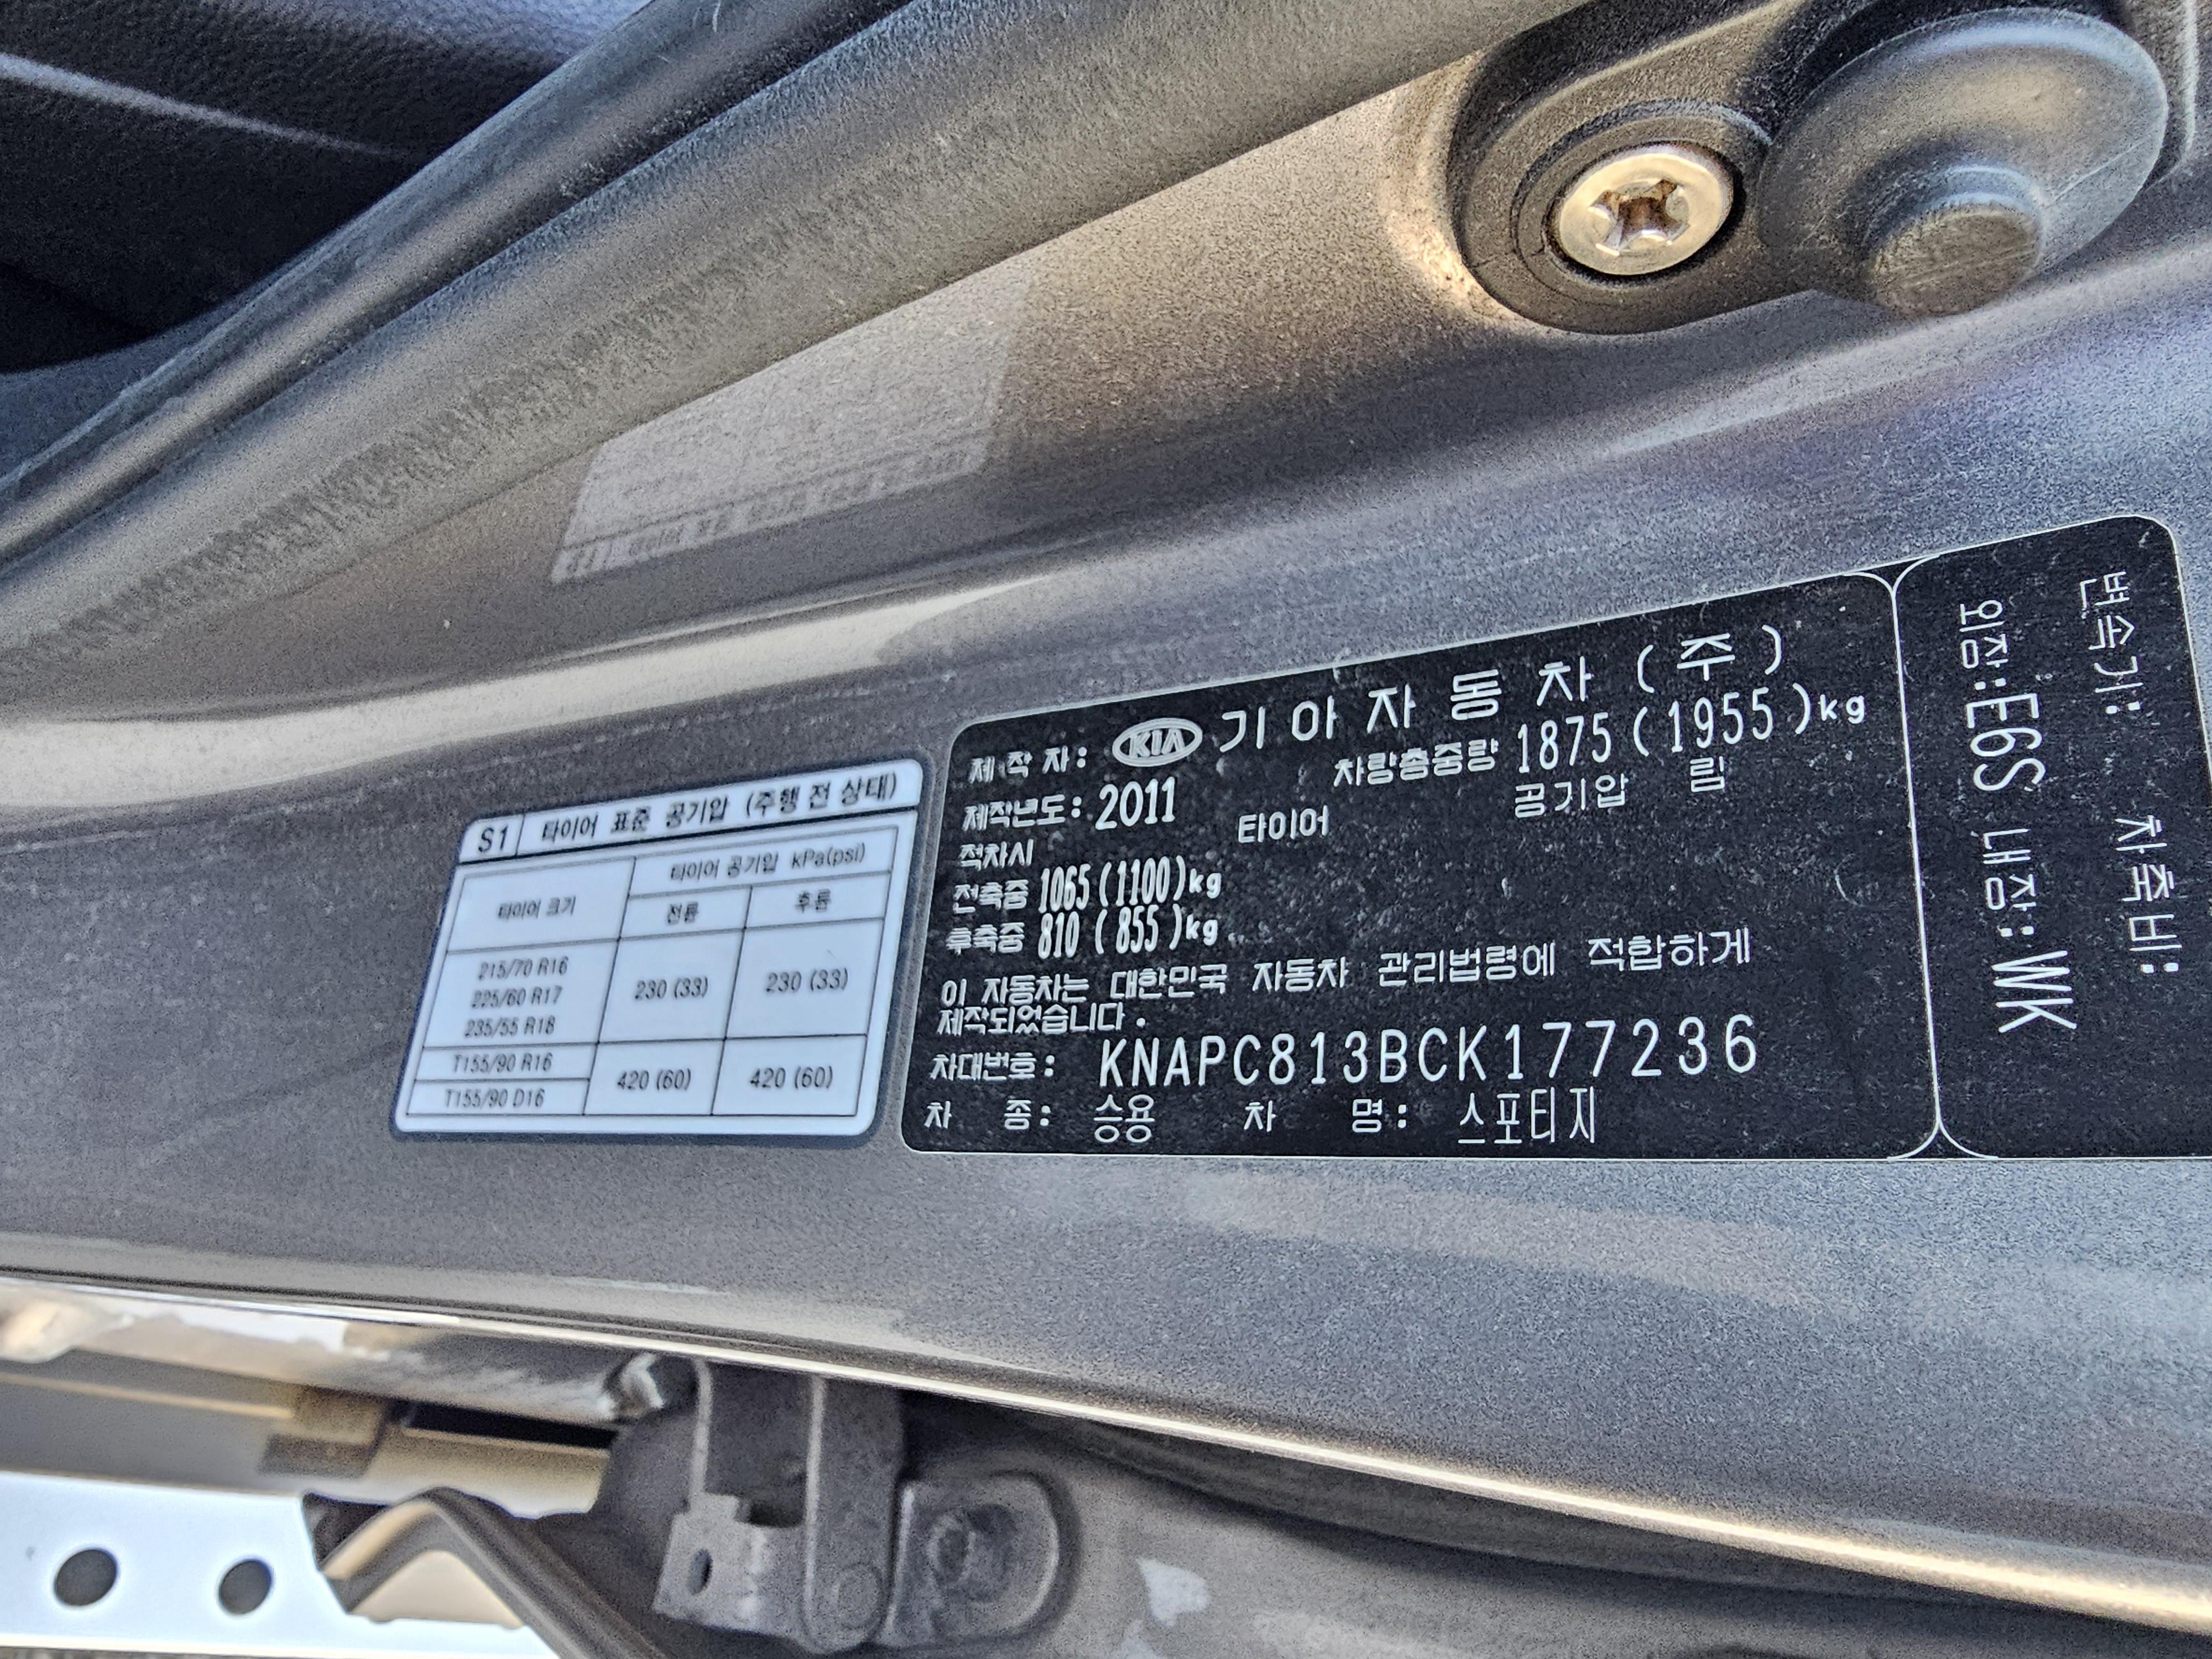 S1 타이어 표준 공기압 (주행 전 상태)
타이어 크기
타이어 공기압 kPa(psi)
전륜 후륜
215/70 R16
225/60 R17
235/55 R18
230 (33) 230 (33)
T155/90 R16
T155/90 D16
420 (60) 420 (60)
제 작 자: KIA 기아자동차(주)
제작년도: 2011 차량총중량 1875(1955)kg
적차시 타이어 공기압 림
전축중 1065(1100)kg
후축중 810 (855)kg
이 자동차는 대한민국 자동차 관리법령에 적합하게
제작되었습니다.
차대번호: KNAPC813BCK177236
차 종: 승용 차 명: 스포티지
변속기: 차축비:
외장:E6S 내장:WK